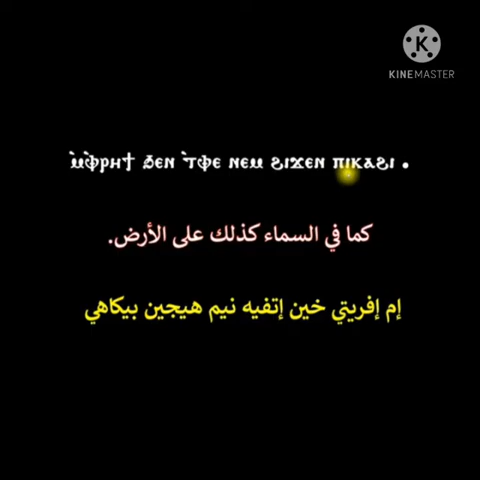 K
KINEMASTER
ⲙ̀ⲫ̀ⲣⲏϯ ϧⲉⲛ ⲧ̀ⲫⲉ ⲛⲉⲙ ϩⲓϫⲉⲛ ⲡⲓⲕⲁϩⲓ .
كما في السماء كذلك على الأرض.
إم إفريتي خين إتفيه نيم هيجين بيكاهي